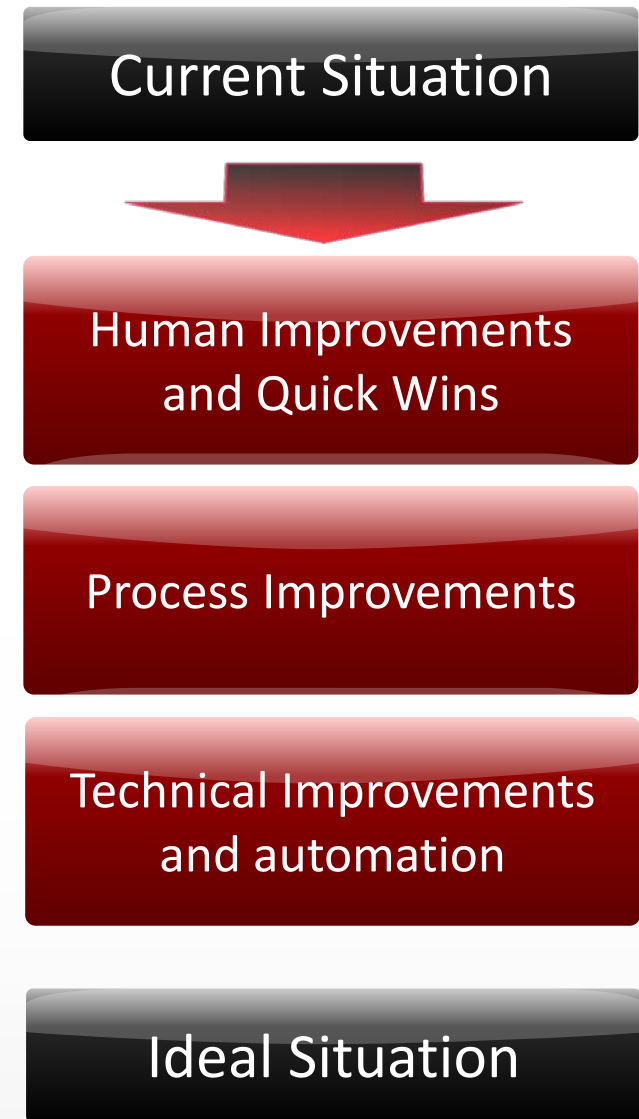 Current Situation
Human Improvements
and Quick Wins
Process Improvements
Technical Improvements
and automation
Ideal Situation